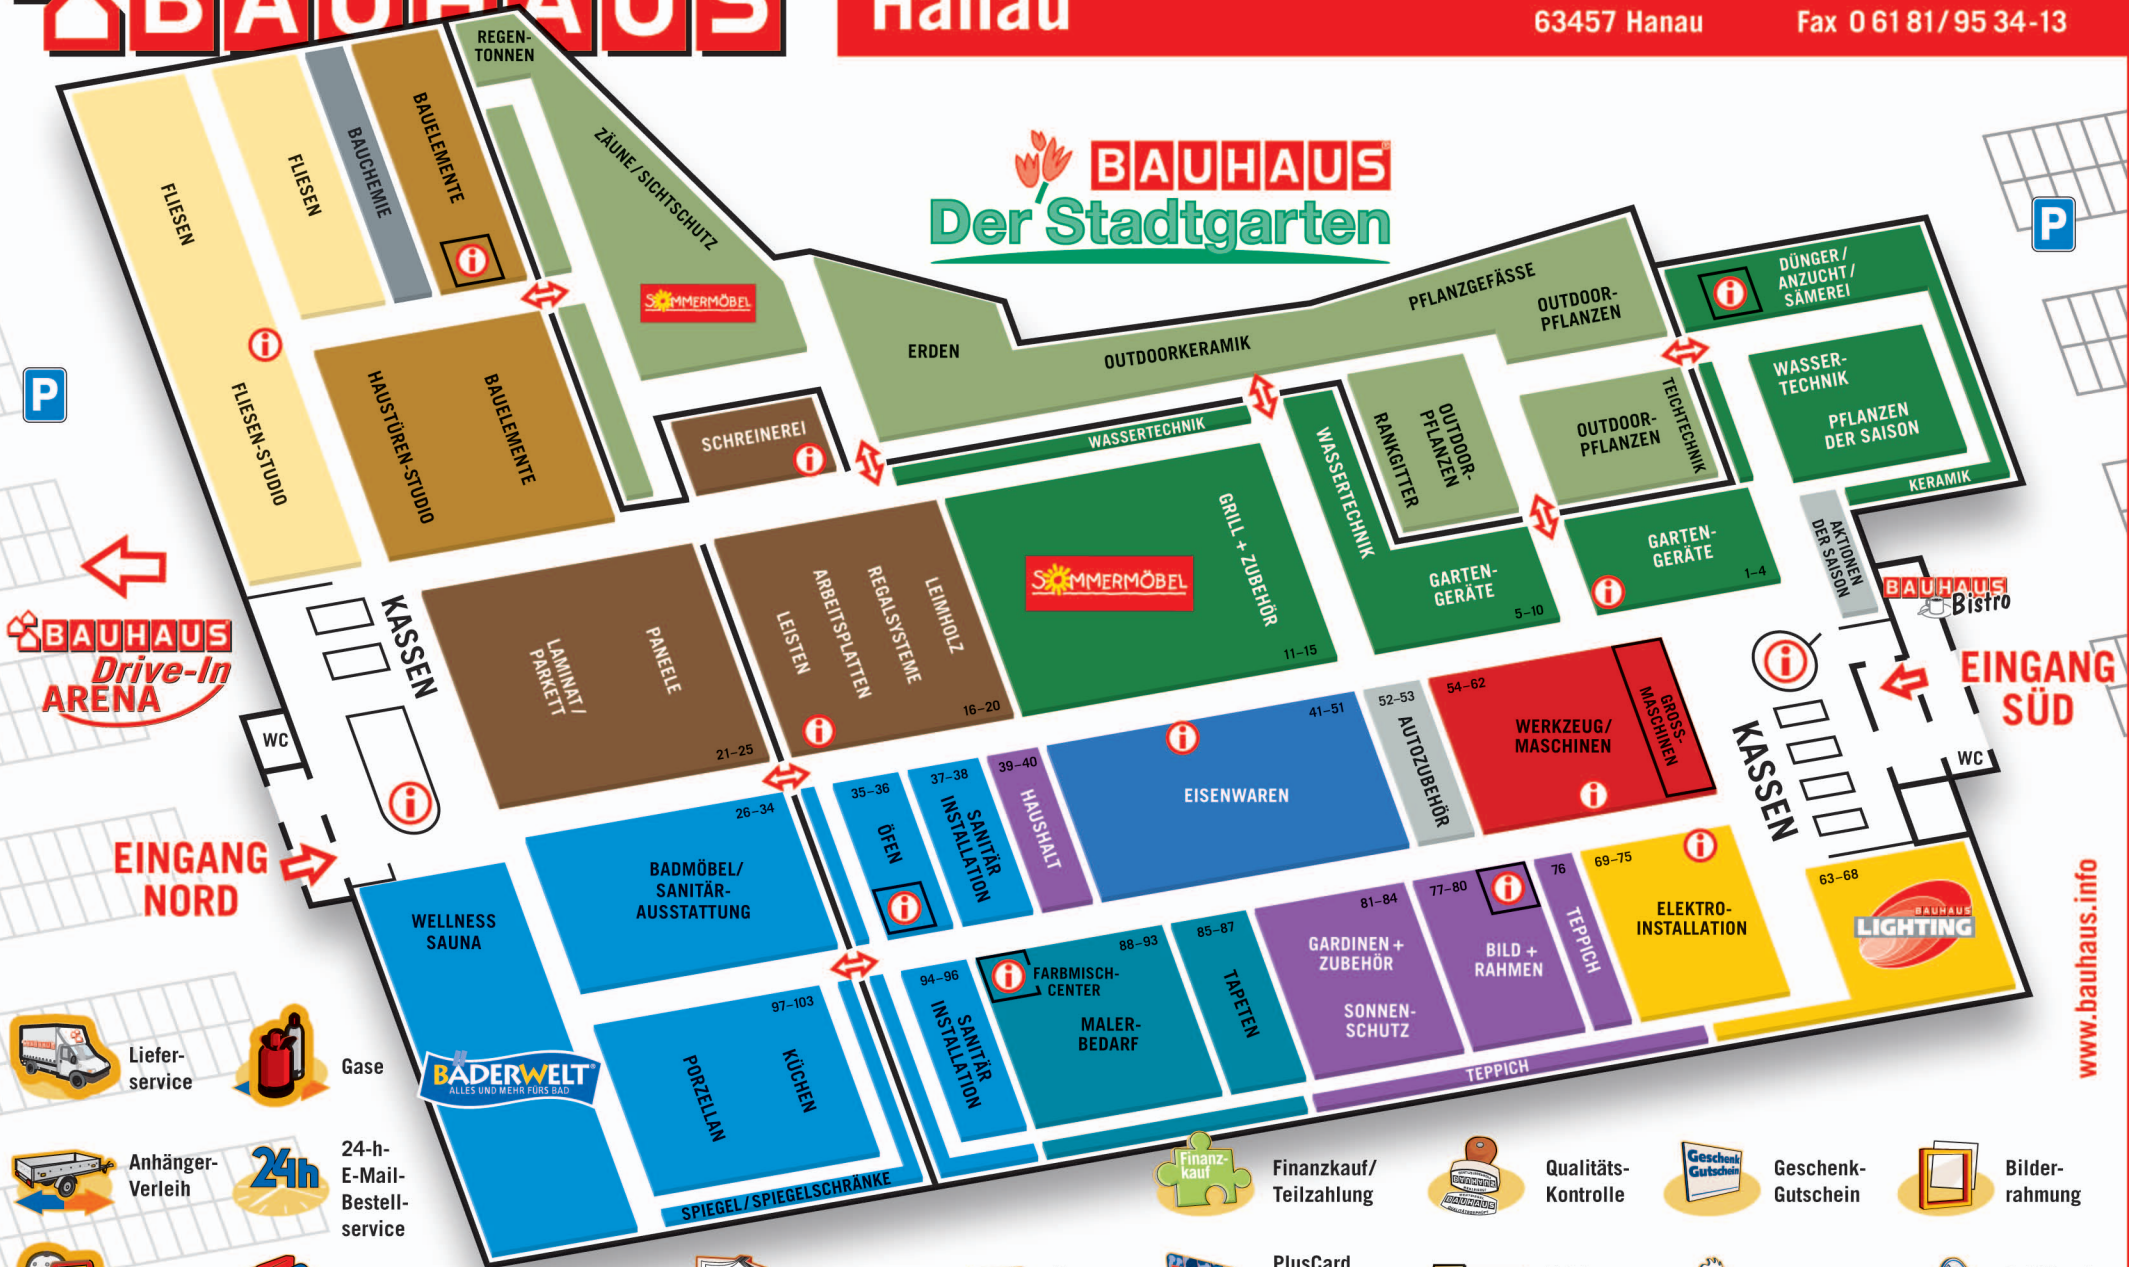 BAUHAUS
Hanau
63457 Hanau
Fax 0 61 81/ 95 34-13
REGEN-
TONNEN
ZÄUNE / SICHTSCHUTZ
SOMMERMÖBEL
FLIESEN
FLIESEN
BAUCHEMIE
BAUELEMENTE
BAUHAUS
Der Stadtgarten
P
P
FLIESEN-STUDIO
HAUSTÜREN-STUDIO
BAUELEMENTE
SCHREINEREI
ERDEN
OUTDOORKERAMIK
PFLANZGEFÄSSE
OUTDOOR-
PFLANZEN
DÜNGER /
ANZUCHT /
SÄMEREI
WASSER-
TECHNIK
PFLANZEN
DER SAISON
KERAMIK
WASSERTECHNIK
WASSERTECHNIK
RANKGITTER
OUTDOOR-
PFLANZEN
OUTDOOR-
PFLANZEN
TEICHTECHNIK
GARTEN-
GERÄTE
5–10
GARTEN-
GERÄTE
1–4
AKTIONEN
DER SAISON
BAUHAUS
Bistro
EINGANG
SÜD
WC
KASSEN
BAUHAUS
Drive-In
ARENA
KASSEN
WC
EINGANG
NORD
LAMINAT /
PARKETT
PANEELE
21–25
LEISTEN
ARBEITSPLATTEN
REGALSYSTEME
LEIMHOLZ
16–20
SOMMERMÖBEL
GRILL + ZUBEHÖR
11–15
26–34
BADMÖBEL/
SANITÄR-
AUSSTATTUNG
35–36
ÖFEN
37–38
SANITÄR
INSTALLATION
39–40
HAUSHALT
41–51
EISENWAREN
52–53
AUTOZUBEHÖR
54–62
WERKZEUG/
MASCHINEN
GROSS-
MASCHINEN
WELLNESS
SAUNA
BÄDERWELT
ALLES UND MEHR FÜRS BAD
97–103
PORZELLAN
KÜCHEN
SPIEGEL / SPIEGELSCHRÄNKE
94–96
SANITÄR
INSTALLATION
88–93
FARBMISCH-
CENTER
MALER-
BEDARF
85–87
TAPETEN
81–84
GARDINEN +
ZUBEHÖR
SONNEN-
SCHUTZ
77–80
BILD +
RAHMEN
76
TEPPICH
TEPPICH
69–75
ELEKTRO-
INSTALLATION
63–68
BAUHAUS
LIGHTING
www.bauhaus.info
Liefer-
service
Gase
Anhänger-
Verleih
24h
24-h-
E-Mail-
Bestell-
service
Finanz-
kauf
Finanzkauf/
Teilzahlung
BAUHAUS
Qualitäts-
Kontrolle
Geschenk
Gutschein
Geschenk-
Gutschein
Bilder-
rahmung
PlusCard